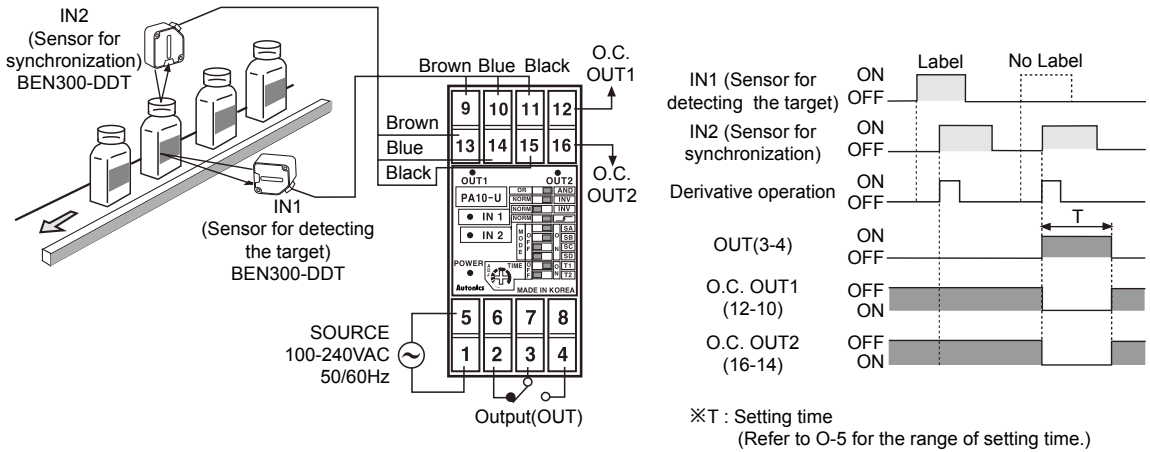 IN2
(Sensor for
synchronization)
BEN300-DDT
Brown Blue Black
O.C.
OUT1
9 10 11 12
Brown
13 14 15 16
Blue
Black
O.C.
OUT2
OUT1 OUT2
PA10-U
OR AND
NORM INV
NORM INV
NORM
IN 1
IN 2
MODE
OFF
ON
SA
SB
SC
SD
POWER
ADJ
TIME
OFF
ON
T1
T2
Autonics
MADE IN KOREA
IN1
(Sensor for detecting
the target)
BEN300-DDT
5 6 7 8
SOURCE
100-240VAC
50/60Hz
1 2 3 4
Output(OUT)
Label
No Label
IN1 (Sensor for
detecting the target)
ON
OFF
IN2 (Sensor for
synchronization)
ON
OFF
Derivative operation
ON
OFF
T
OUT(3-4)
ON
OFF
O.C. OUT1
(12-10)
OFF
ON
O.C. OUT2
(16-14)
OFF
ON
※T : Setting time
(Refer to O-5 for the range of setting time.)